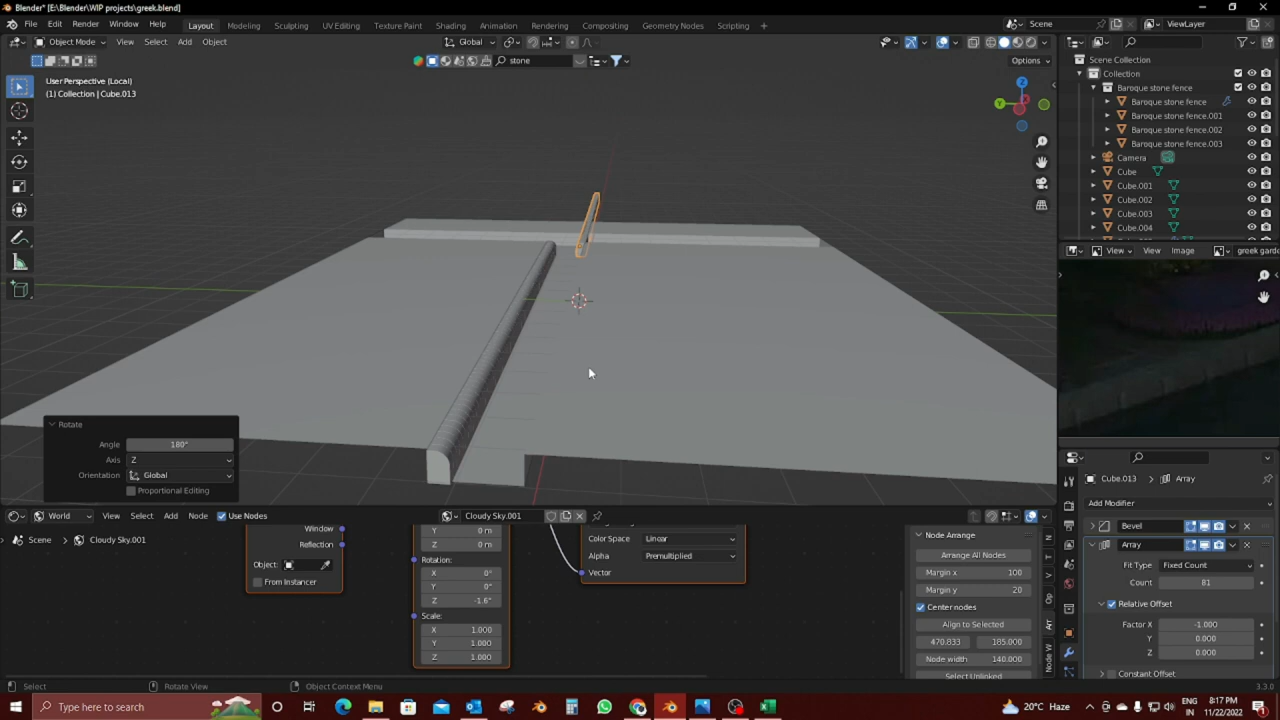 Blender* [E:\Blender\WIP projects\greek.blend]
File Edit Render Window Help Layout Modeling Sculpting UV Editing Texture Paint Shading Animation Rendering Compositing Geometry Nodes Scripting + Scene ViewLayer
Object Mode View Select Add Object Global
stone Options
User Perspective (Local)
(1) Collection | Cube.013
Z
Y
Scene Collection
Collection
Baroque stone fence
Baroque stone fence
Baroque stone fence.001
Baroque stone fence.002
Baroque stone fence.003
Camera
Cube
Cube.001
Cube.002
Cube.003
Cube.004
View View Image greek gard
Rotate
Angle 180°
Axis Z
Orientation Global
Proportional Editing
Cube.013 Array
Add Modifier
Bevel
Array
Fit Type Fixed Count
Count 81
Relative Offset
Factor X -1.000
Y 0.000
Z 0.000
Constant Offset
World View Select Add Node Use Nodes Cloudy Sky.001
Scene Cloudy Sky.001
Window
Reflection
Object:
From Instancer
Y 0 m
Z 0 m
Rotation:
X 0°
Y 0°
Z -1.6°
Scale:
X 1.000
Y 1.000
Z 1.000
Color Space Linear
Alpha Premultiplied
Vector
Node Arrange
Arrange All Nodes
Margin x 100
Margin y 20
Center nodes
Align to Selected
470.833 185.000
Node width 140.000
Select Unlinked
N
T
V
Op
Arr
Node W
Select Rotate View Object Context Menu 3.3.0
Type here to search 20°C Haze ENG IN 8:17 PM 11/22/2022